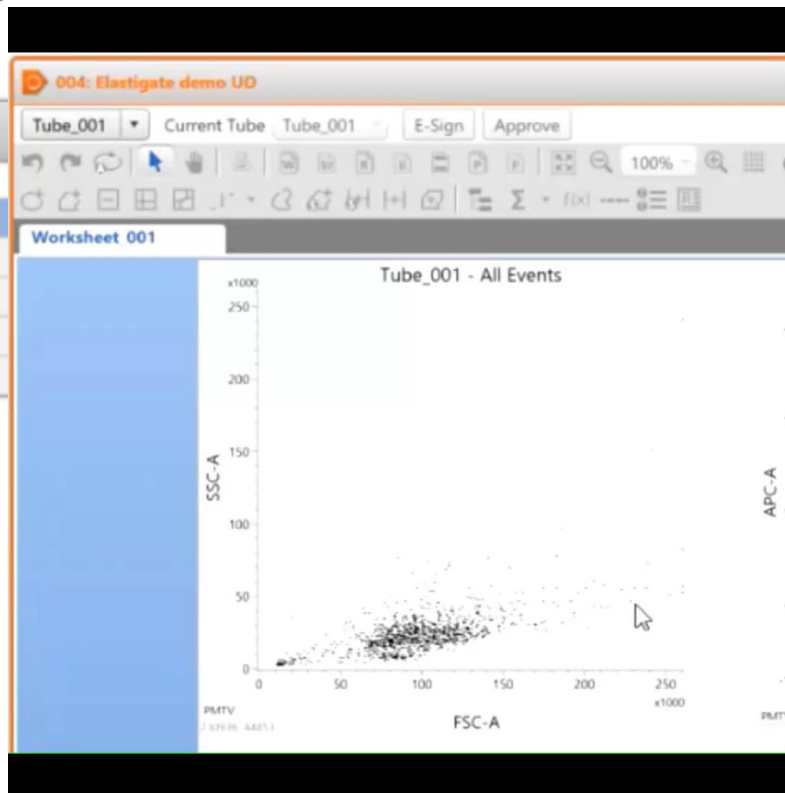 004: Elastigate demo UD
Tube_001 Current Tube Tube_001 E-Sign Approve
100%
f(x)
Worksheet 001
Tube_001 - All Events
x1000
250
200
150
100
50
0
SSC-A
0 50 100 150 200 250
x1000
PMTV
FSC-A
APC-A